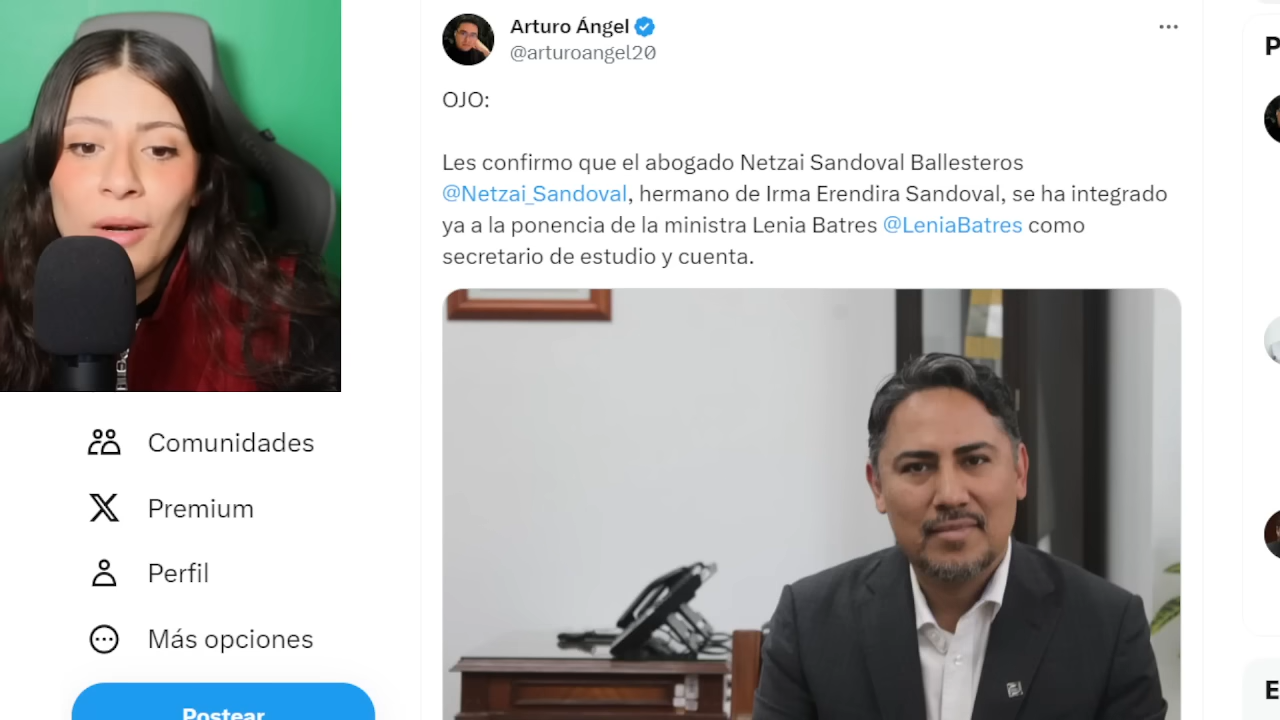 Arturo Ángel
@arturoangel20
OJO:
Les confirmo que el abogado Netzai Sandoval Ballesteros
@Netzai_Sandoval, hermano de Irma Erendira Sandoval, se ha integrado
ya a la ponencia de la ministra Lenia Batres @LeniaBatres como
secretario de estudio y cuenta.
Comunidades
Premium
Perfil
Más opciones
Postear
P
E